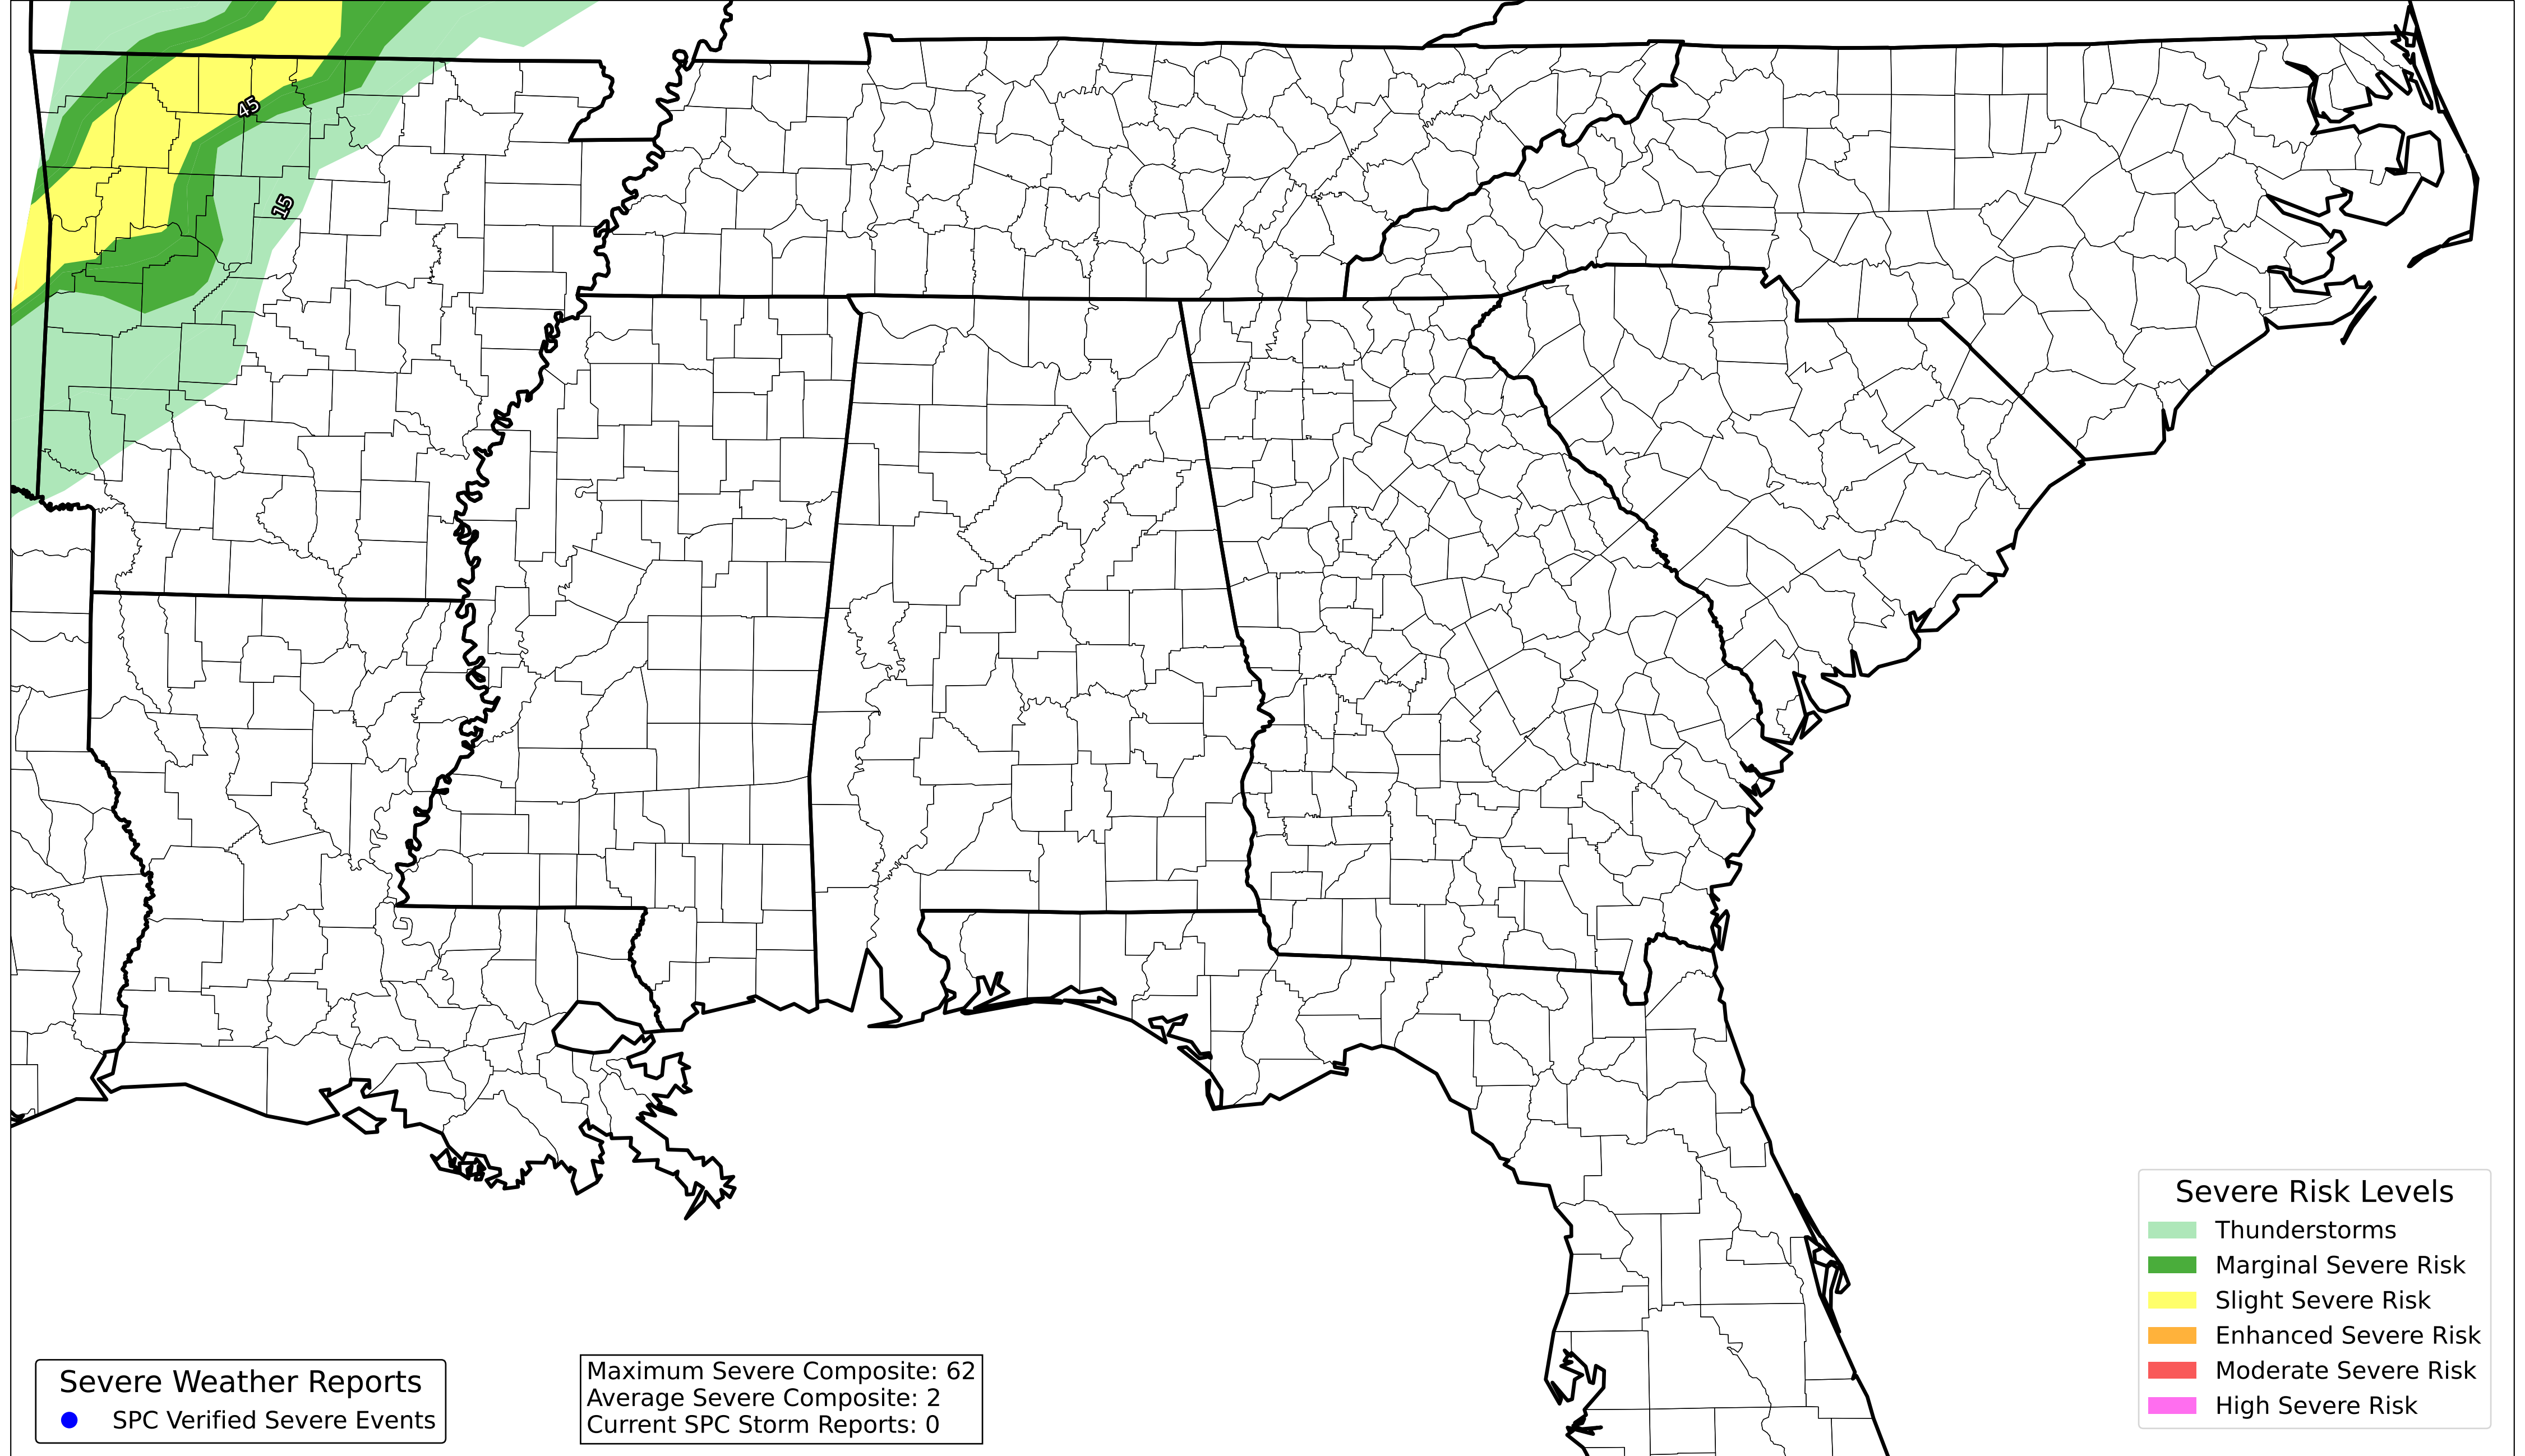 45
15
Severe Risk Levels
Thunderstorms
Marginal Severe Risk
Slight Severe Risk
Enhanced Severe Risk
Moderate Severe Risk
High Severe Risk
Severe Weather Reports
SPC Verified Severe Events
Maximum Severe Composite: 62
Average Severe Composite: 2
Current SPC Storm Reports: 0